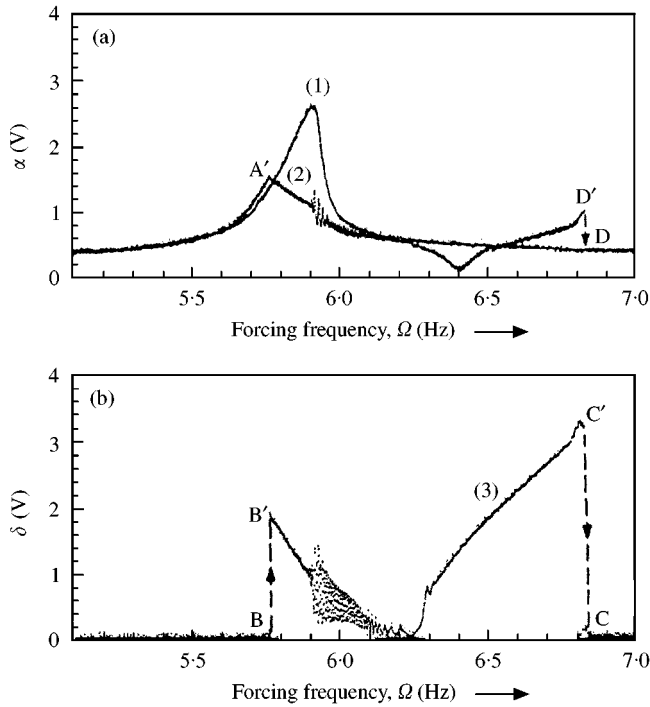 (a)
4
3
2
1
0
α (V)
(1)
A′
(2)
D′
D
5·5
6·0
6·5
7·0
Forcing frequency, Ω (Hz)
(b)
4
3
2
1
0
δ (V)
B′
B
(3)
C′
C
5·5
6·0
6·5
7·0
Forcing frequency, Ω (Hz)